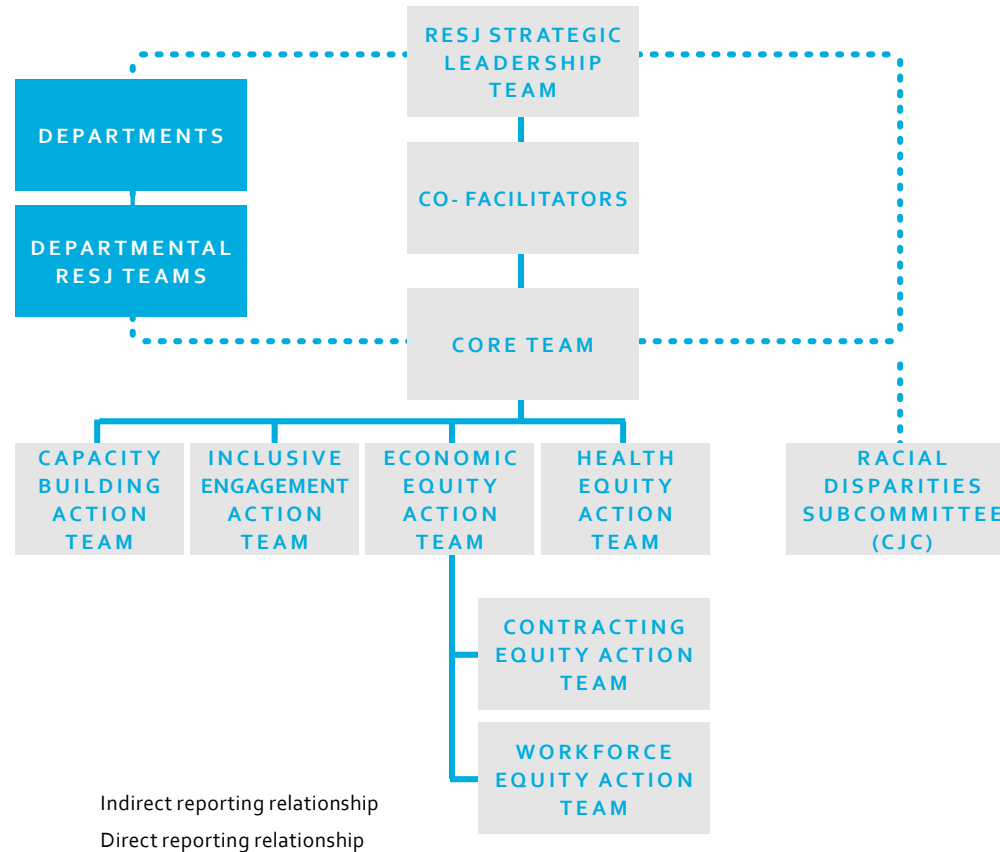 RESJ STRATEGIC
LEADERSHIP
TEAM
DEPARTMENTS
CO- FACILITATORS
DEPARTMENTAL
RESJ TEAMS
CORE TEAM
CAPACITY
BUILDING
ACTION
TEAM
INCLUSIVE
ENGAGEMENT
ACTION
TEAM
ECONOMIC
EQUITY
ACTION
TEAM
HEALTH
EQUITY
ACTION
TEAM
RACIAL
DISPARITIES
SUBCOMMITTEE
(CJC)
CONTRACTING
EQUITY ACTION
TEAM
WORKFORCE
EQUITY ACTION
TEAM
Indirect reporting relationship
Direct reporting relationship